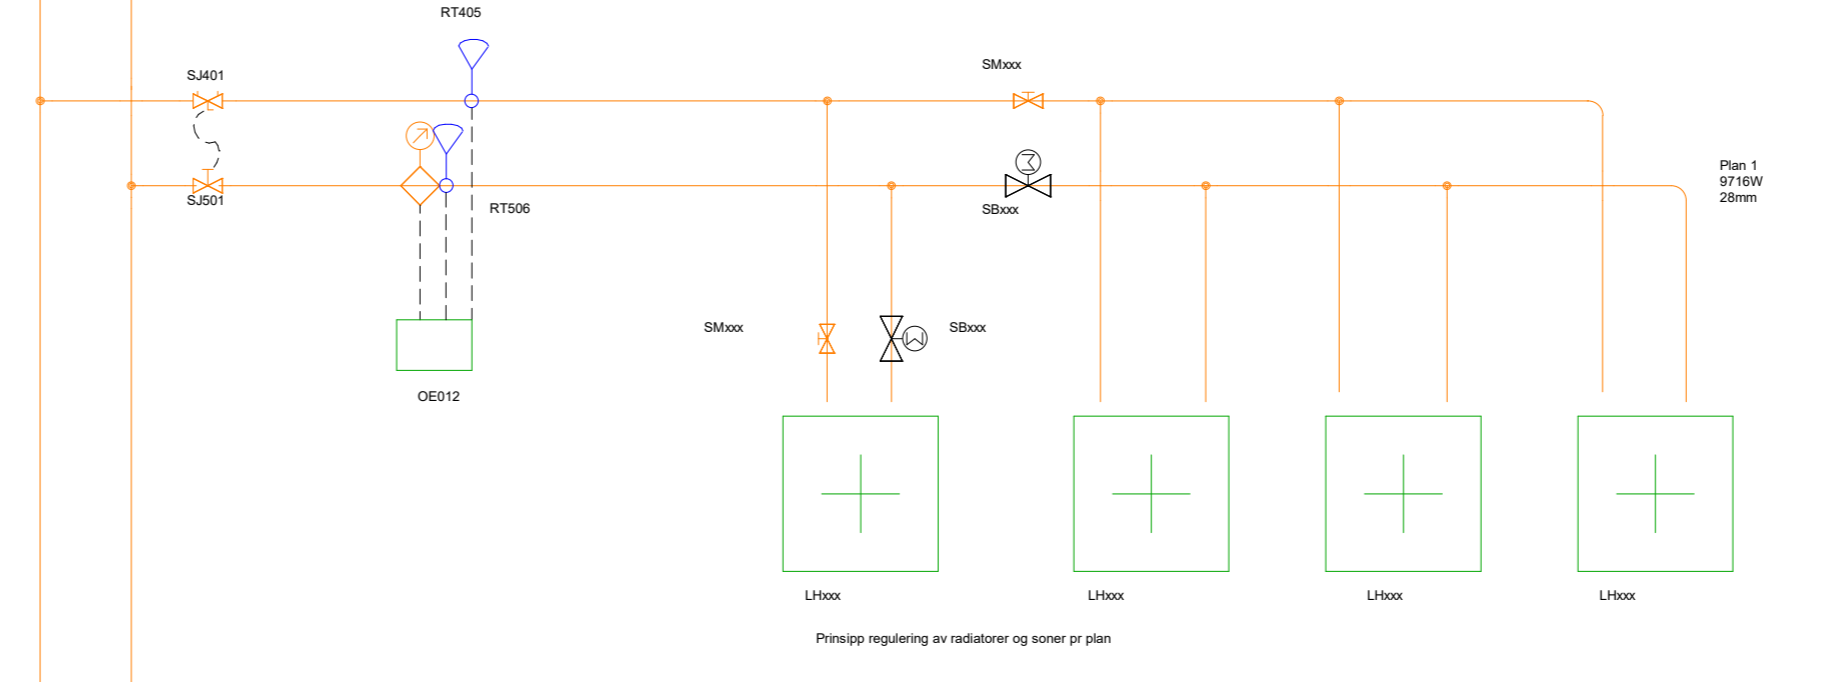 RT405
SJ401
SMxxx
SJ501
RT506
SBxxx
Plan 1
9716W
28mm
SMxxx
SBxxx
OE012
LHxxx
LHxxx
LHxxx
LHxxx
Prinsipp regulering av radiatorer og soner pr plan